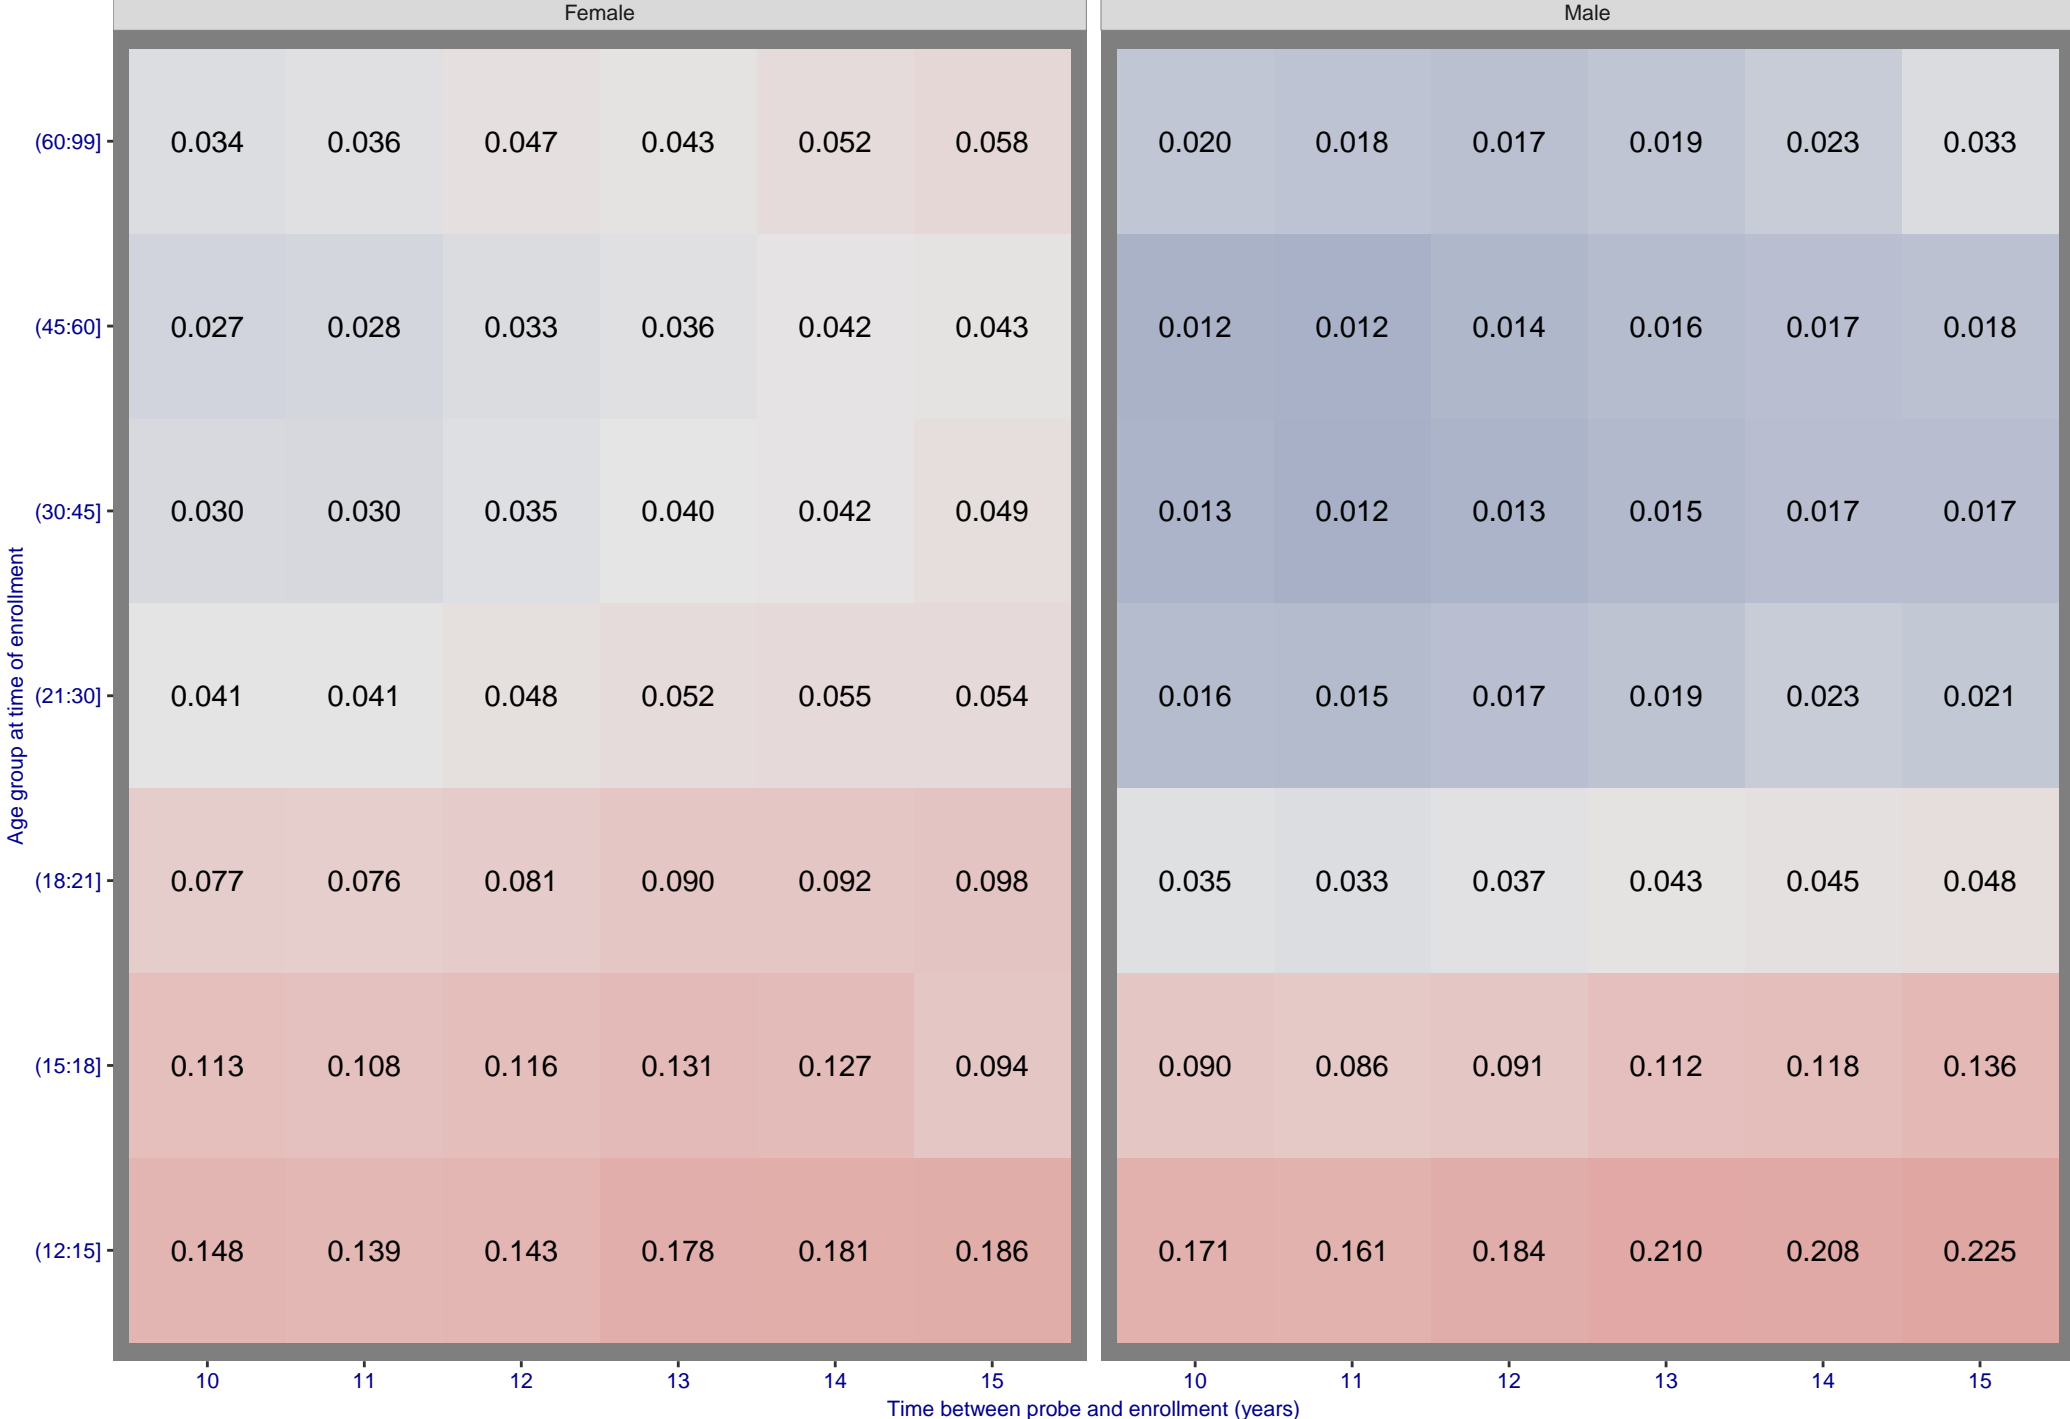 Female Male
(60:99] 0.034 0.036 0.047 0.043 0.052 0.058 0.020 0.018 0.017 0.019 0.023 0.033
(45:60] 0.027 0.028 0.033 0.036 0.042 0.043 0.012 0.012 0.014 0.016 0.017 0.018
(30:45] 0.030 0.030 0.035 0.040 0.042 0.049 0.013 0.012 0.013 0.015 0.017 0.017
(21:30] 0.041 0.041 0.048 0.052 0.055 0.054 0.016 0.015 0.017 0.019 0.023 0.021
(18:21] 0.077 0.076 0.081 0.090 0.092 0.098 0.035 0.033 0.037 0.043 0.045 0.048
(15:18] 0.113 0.108 0.116 0.131 0.127 0.094 0.090 0.086 0.091 0.112 0.118 0.136
(12:15] 0.148 0.139 0.143 0.178 0.181 0.186 0.171 0.161 0.184 0.210 0.208 0.225
10 11 12 13 14 15 10 11 12 13 14 15
Time between probe and enrollment (years)
Age group at time of enrollment